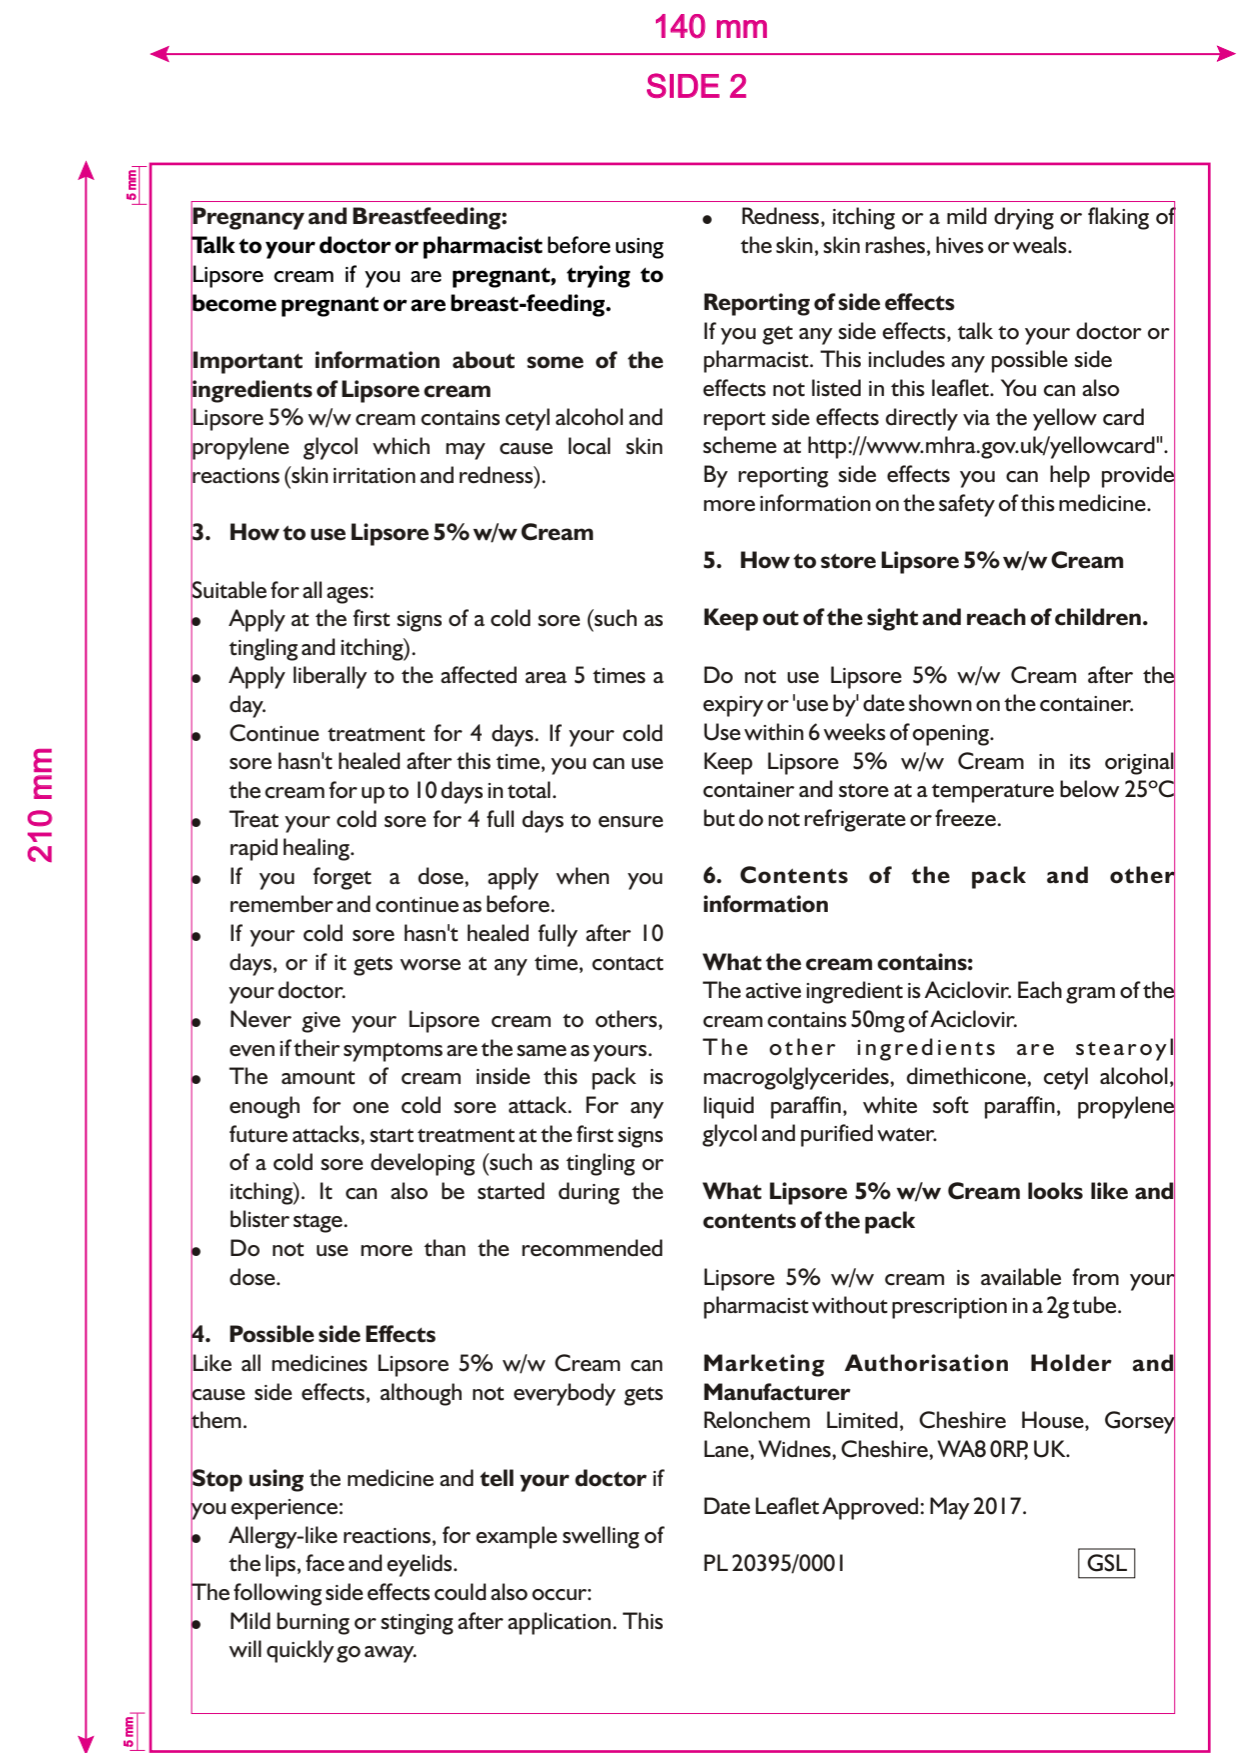 140 mm
SIDE 2
5 mm
210 mm
5 mm
Pregnancy and Breastfeeding:
Talk to your doctor or pharmacist before using
Lipsore cream if you are pregnant, trying to
become pregnant or are breast-feeding.
Important information about some of the
ingredients of Lipsore cream
Lipsore 5% w/w cream contains cetyl alcohol and
propylene glycol which may cause local skin
reactions (skin irritation and redness).
3. How to use Lipsore 5% w/w Cream
Suitable for all ages:
• Apply at the first signs of a cold sore (such as
tingling and itching).
• Apply liberally to the affected area 5 times a
day.
• Continue treatment for 4 days. If your cold
sore hasn't healed after this time, you can use
the cream for up to 10 days in total.
• Treat your cold sore for 4 full days to ensure
rapid healing.
• If you forget a dose, apply when you
remember and continue as before.
• If your cold sore hasn't healed fully after 10
days, or if it gets worse at any time, contact
your doctor.
• Never give your Lipsore cream to others,
even if their symptoms are the same as yours.
• The amount of cream inside this pack is
enough for one cold sore attack. For any
future attacks, start treatment at the first signs
of a cold sore developing (such as tingling or
itching). It can also be started during the
blister stage.
• Do not use more than the recommended
dose.
4. Possible side Effects
Like all medicines Lipsore 5% w/w Cream can
cause side effects, although not everybody gets
them.
Stop using the medicine and tell your doctor if
you experience:
• Allergy-like reactions, for example swelling of
the lips, face and eyelids.
The following side effects could also occur:
• Mild burning or stinging after application. This
will quickly go away.
• Redness, itching or a mild drying or flaking of
the skin, skin rashes, hives or weals.
Reporting of side effects
If you get any side effects, talk to your doctor or
pharmacist. This includes any possible side
effects not listed in this leaflet. You can also
report side effects directly via the yellow card
scheme at http://www.mhra.gov.uk/yellowcard".
By reporting side effects you can help provide
more information on the safety of this medicine.
5. How to store Lipsore 5% w/w Cream
Keep out of the sight and reach of children.
Do not use Lipsore 5% w/w Cream after the
expiry or 'use by' date shown on the container.
Use within 6 weeks of opening.
Keep Lipsore 5% w/w Cream in its original
container and store at a temperature below 25°C
but do not refrigerate or freeze.
6. Contents of the pack and other
information
What the cream contains:
The active ingredient is Aciclovir. Each gram of the
cream contains 50mg of Aciclovir.
The other ingredients are stearoyl
macrogolglycerides, dimethicone, cetyl alcohol,
liquid paraffin, white soft paraffin, propylene
glycol and purified water.
What Lipsore 5% w/w Cream looks like and
contents of the pack
Lipsore 5% w/w cream is available from your
pharmacist without prescription in a 2g tube.
Marketing Authorisation Holder and
Manufacturer
Relonchem Limited, Cheshire House, Gorsey
Lane, Widnes, Cheshire, WA8 0RP, UK.
Date Leaflet Approved: May 2017.
PL 20395/0001 GSL